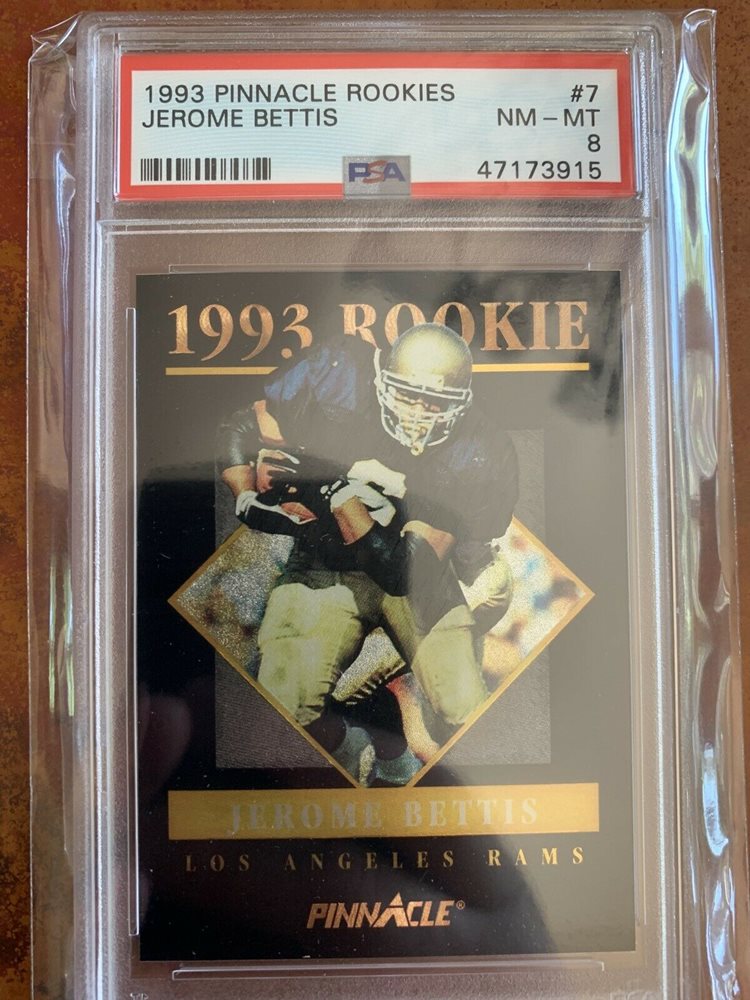 1993 PINNACLE ROOKIES #7
JEROME BETTIS NM – MT
8
PSA 47173915
1993 ROOKIE
JEROME BETTIS
LOS ANGELES RAMS
PINNACLE®